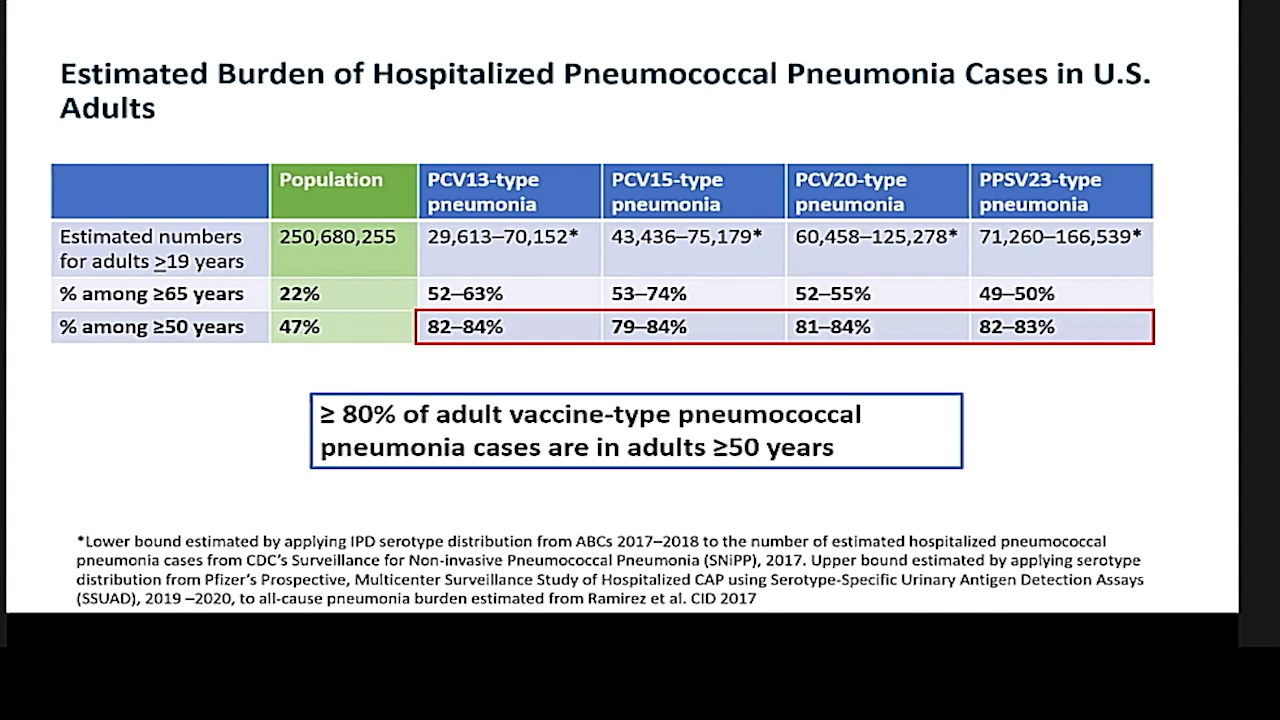 Estimated Burden of Hospitalized Pneumococcal Pneumonia Cases in U.S.
Adults
Population PCV13-type pneumonia PCV15-type pneumonia PCV20-type pneumonia PPSV23-type pneumonia
Estimated numbers for adults ≥19 years 250,680,255 29,613–70,152* 43,436–75,179* 60,458–125,278* 71,260–166,539*
% among ≥65 years 22% 52–63% 53–74% 52–55% 49–50%
% among ≥50 years 47% 82–84% 79–84% 81–84% 82–83%
≥ 80% of adult vaccine-type pneumococcal
pneumonia cases are in adults ≥50 years
*Lower bound estimated by applying IPD serotype distribution from ABCs 2017–2018 to the number of estimated hospitalized pneumococcal
pneumonia cases from CDC's Surveillance for Non-invasive Pneumococcal Pneumonia (SNiPP), 2017. Upper bound estimated by applying serotype
distribution from Pfizer's Prospective, Multicenter Surveillance Study of Hospitalized CAP using Serotype-Specific Urinary Antigen Detection Assays
(SSUAD), 2019 –2020, to all-cause pneumonia burden estimated from Ramirez et al. CID 2017